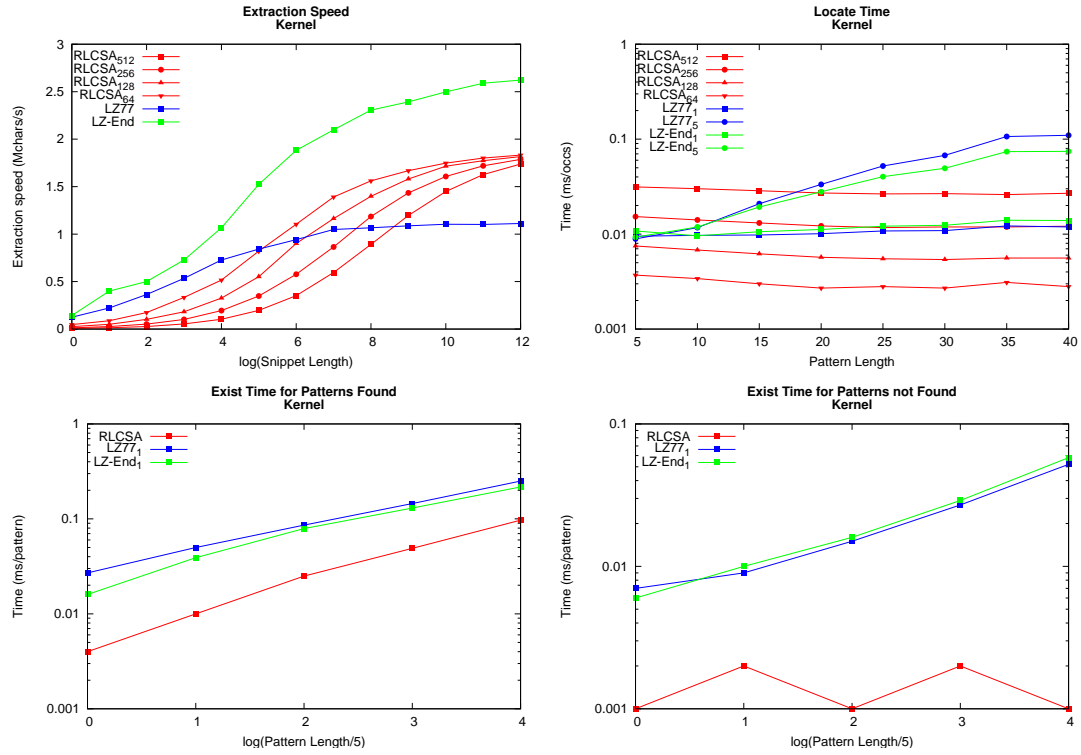 Extraction Speed
Kernel
3
2.5
2
1.5
1
0.5
0
Extraction speed (Mchars/s)
RLCSA512
RLCSA256
RLCSA128
RLCSA64
LZ77
LZ-End
0 2 4 6 8 10 12
log(Snippet Length)
Locate Time
Kernel
1
0.1
0.01
0.001
Time (ms/occs)
RLCSA512
RLCSA256
RLCSA128
RLCSA64
LZ771
LZ775
LZ-End1
LZ-End5
5 10 15 20 25 30 35 40
Pattern Length
Exist Time for Patterns Found
Kernel
1
0.1
0.01
0.001
Time (ms/pattern)
RLCSA
LZ771
LZ-End1
0 1 2 3 4
log(Pattern Length/5)
Exist Time for Patterns not Found
Kernel
0.1
0.01
0.001
Time (ms/pattern)
RLCSA
LZ771
LZ-End1
0 1 2 3 4
log(Pattern Length/5)